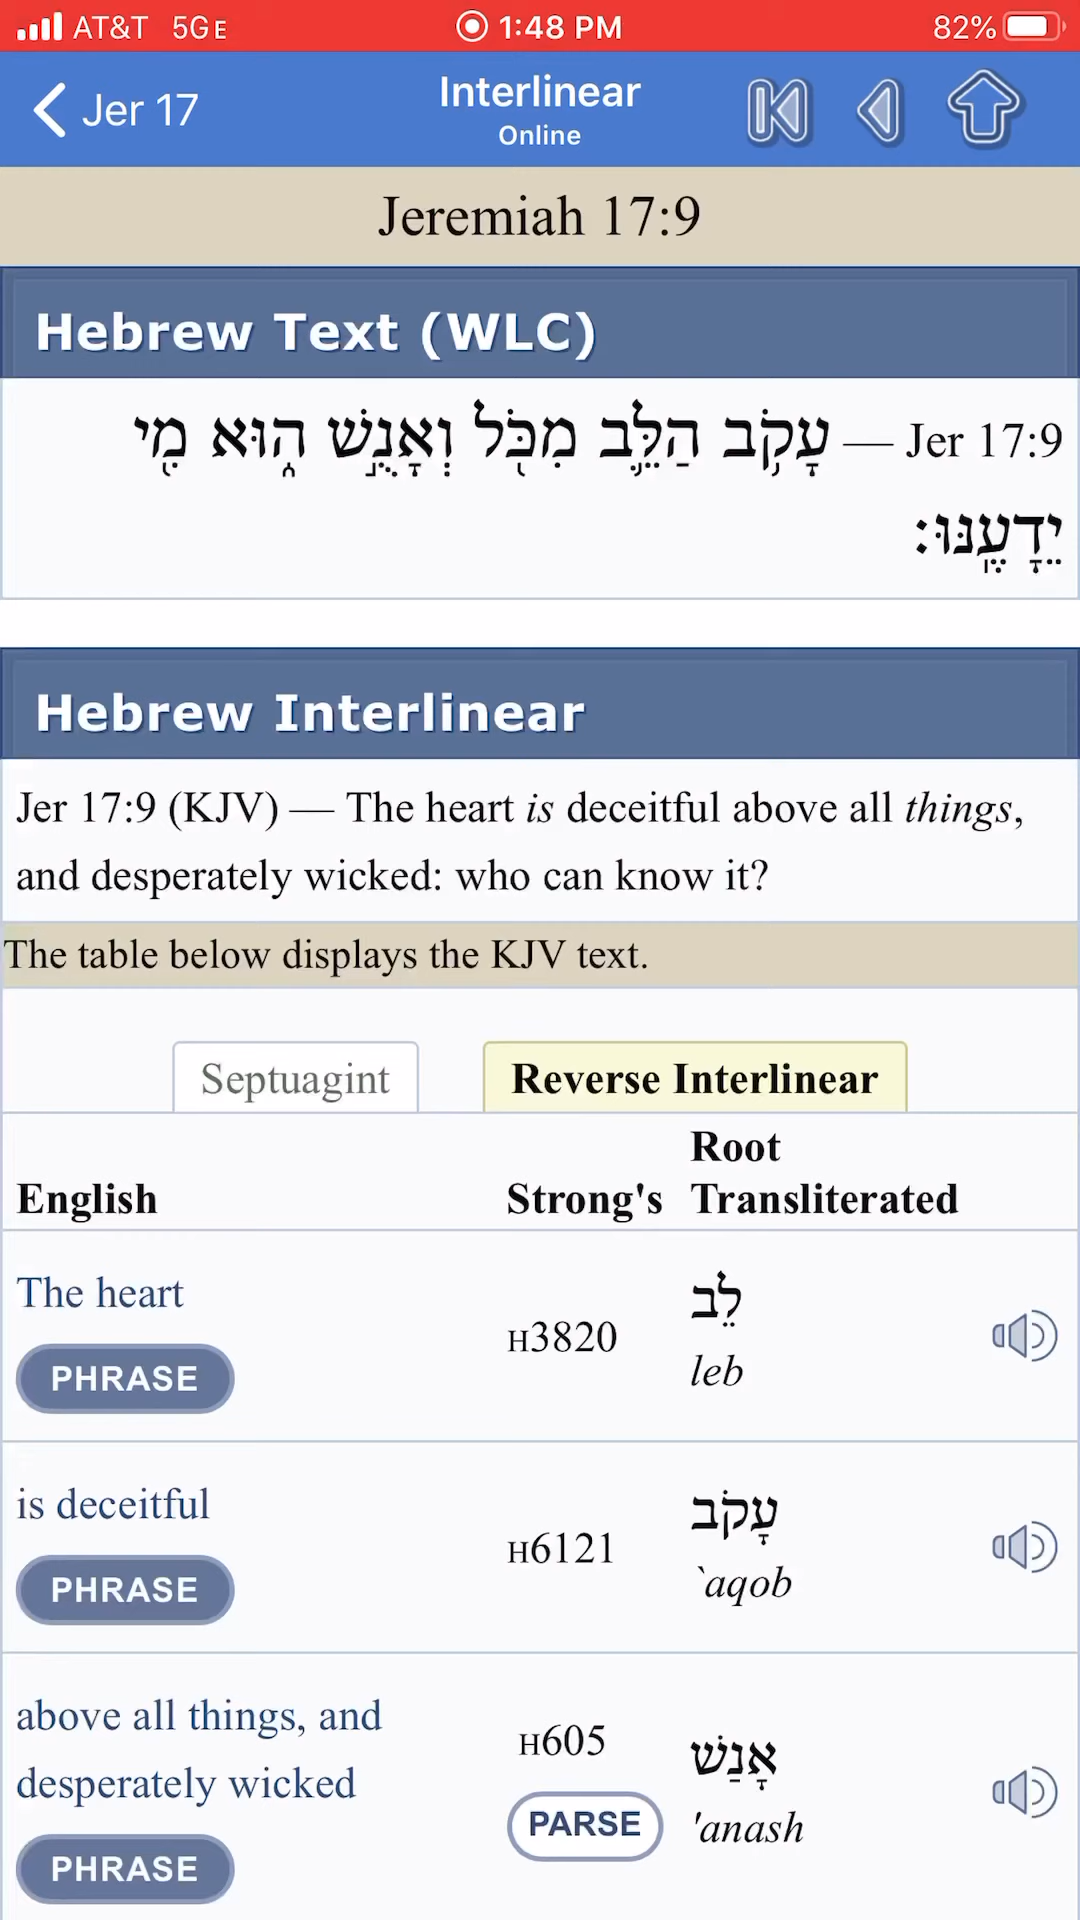 AT&T 5GE 1:48 PM 82%
Jer 17 Interlinear
Online
Jeremiah 17:9
Hebrew Text (WLC)
Jer 17:9 — עָקֹ֥ב הַלֵּ֛ב מִכֹּ֖ל וְאָנֻ֣שׁ ה֑וּא מִ֖י
יֵדָעֶֽנּוּ׃
Hebrew Interlinear
Jer 17:9 (KJV) — The heart is deceitful above all things,
and desperately wicked: who can know it?
The table below displays the KJV text.
Septuagint Reverse Interlinear
English Strong's Root Transliterated
The heart
PHRASE
H3820
לֵב
leb
is deceitful
PHRASE
H6121
עָקֹב
`aqob
above all things, and
desperately wicked
PHRASE
H605
PARSE
אָנַשׁ
'anash